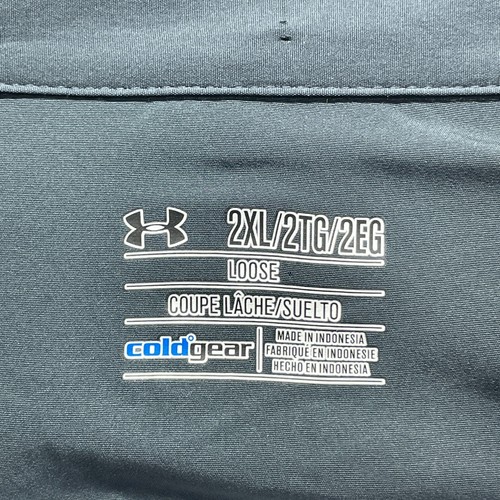 2XL/2TG/2EG
LOOSE
COUPE LÂCHE/SUELTO
coldgear
MADE IN INDONESIA
FABRIQUÉ EN INDONESIE
HECHO EN INDONESIA